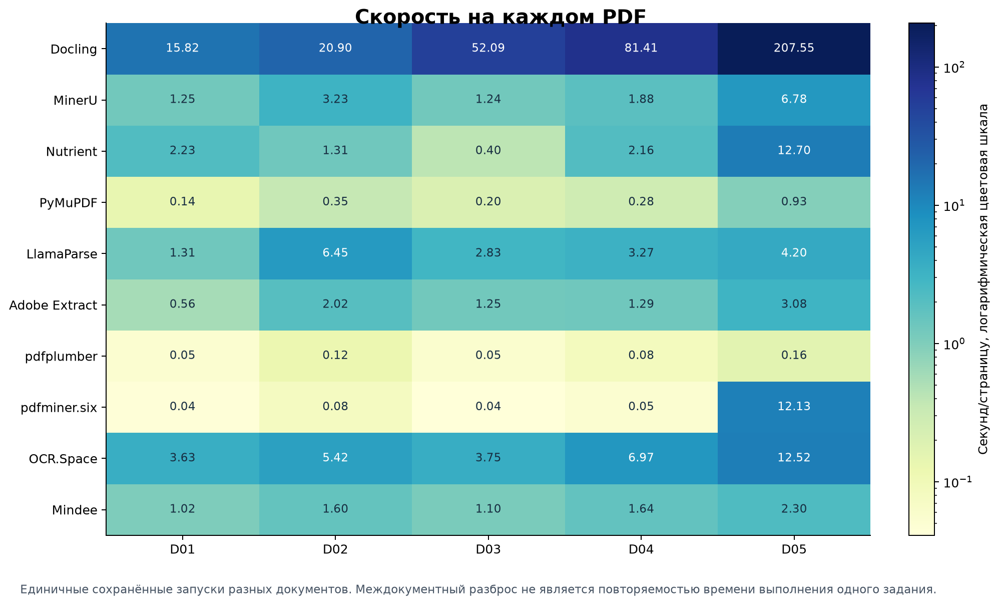 Скорость на каждом PDF
Docling 15.82 20.90 52.09 81.41 207.55
MinerU 1.25 3.23 1.24 1.88 6.78
Nutrient 2.23 1.31 0.40 2.16 12.70
PyMuPDF 0.14 0.35 0.20 0.28 0.93
LlamaParse 1.31 6.45 2.83 3.27 4.20
Adobe Extract 0.56 2.02 1.25 1.29 3.08
pdfplumber 0.05 0.12 0.05 0.08 0.16
pdfminer.six 0.04 0.08 0.04 0.05 12.13
OCR.Space 3.63 5.42 3.75 6.97 12.52
Mindee 1.02 1.60 1.10 1.64 2.30
D01 D02 D03 D04 D05
10²
10¹
10⁰
10⁻¹
Секунд/страницу, логарифмическая цветовая шкала
Единичные сохранённые запуски разных документов. Междокументный разброс не является повторяемостью времени выполнения одного задания.